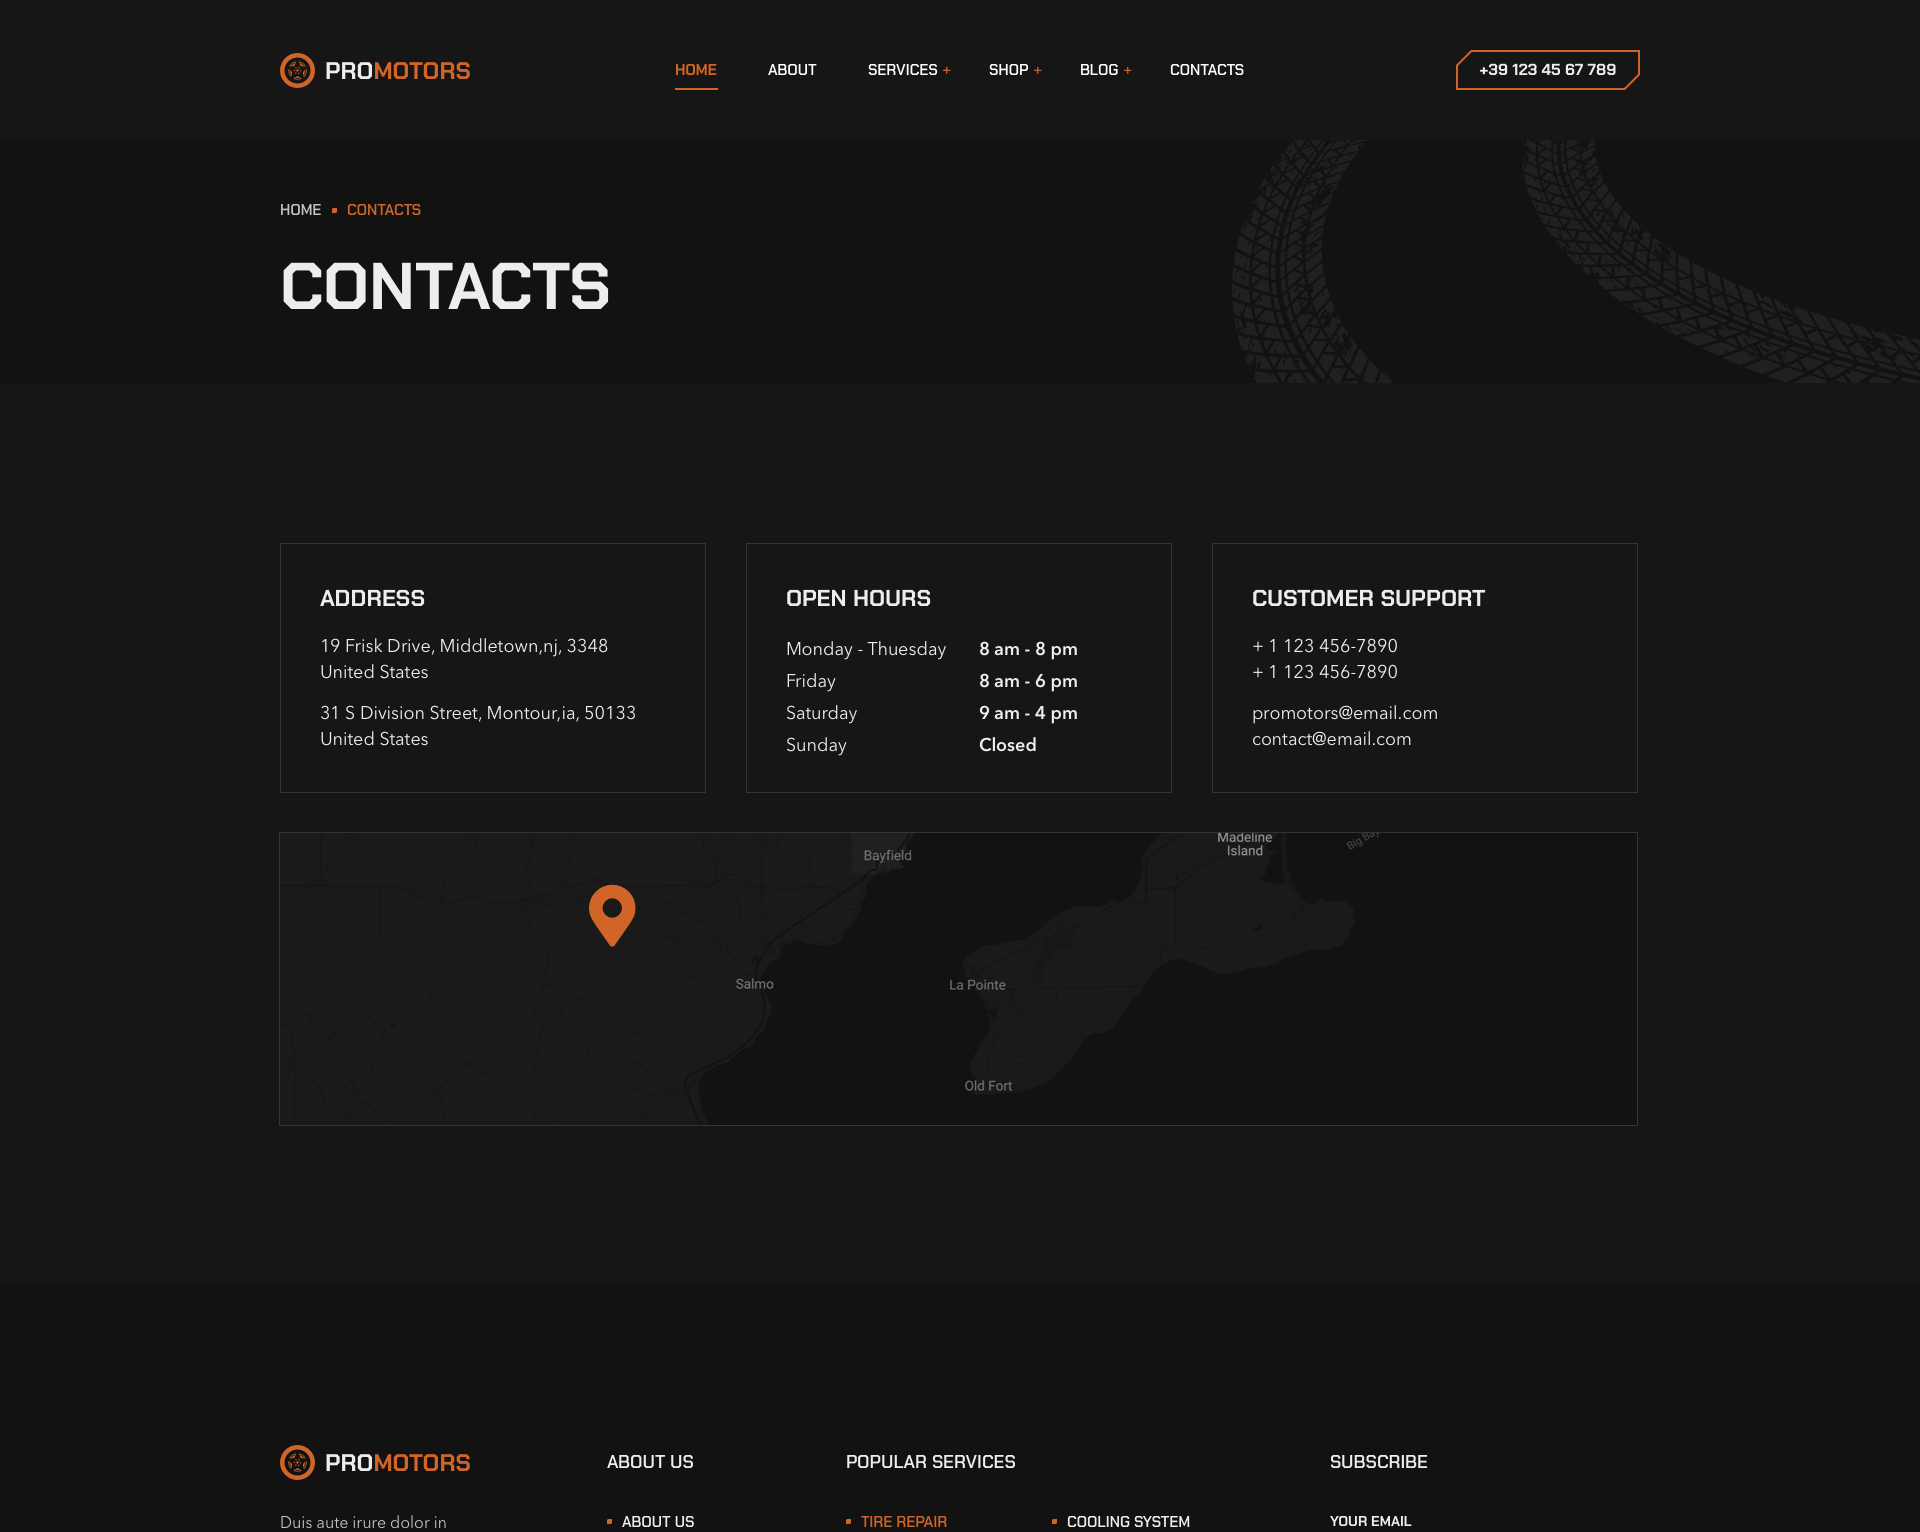 PROMOTORS
HOME ABOUT SERVICES + SHOP + BLOG + CONTACTS
+39 123 45 67 789
HOME CONTACTS
CONTACTS
ADDRESS
19 Frisk Drive, Middletown,nj, 3348
United States
31 S Division Street, Montour,ia, 50133
United States
OPEN HOURS
Monday - Thuesday 8 am - 8 pm
Friday 8 am - 6 pm
Saturday 9 am - 4 pm
Sunday Closed
CUSTOMER SUPPORT
+ 1 123 456-7890
+ 1 123 456-7890
promotors@email.com
contact@email.com
Madeline
Island
Big Bay
Bayfield
Salmo
La Pointe
Old Fort
PROMOTORS
Duis aute irure dolor in
ABOUT US
ABOUT US
POPULAR SERVICES
TIRE REPAIR
COOLING SYSTEM
SUBSCRIBE
YOUR EMAIL